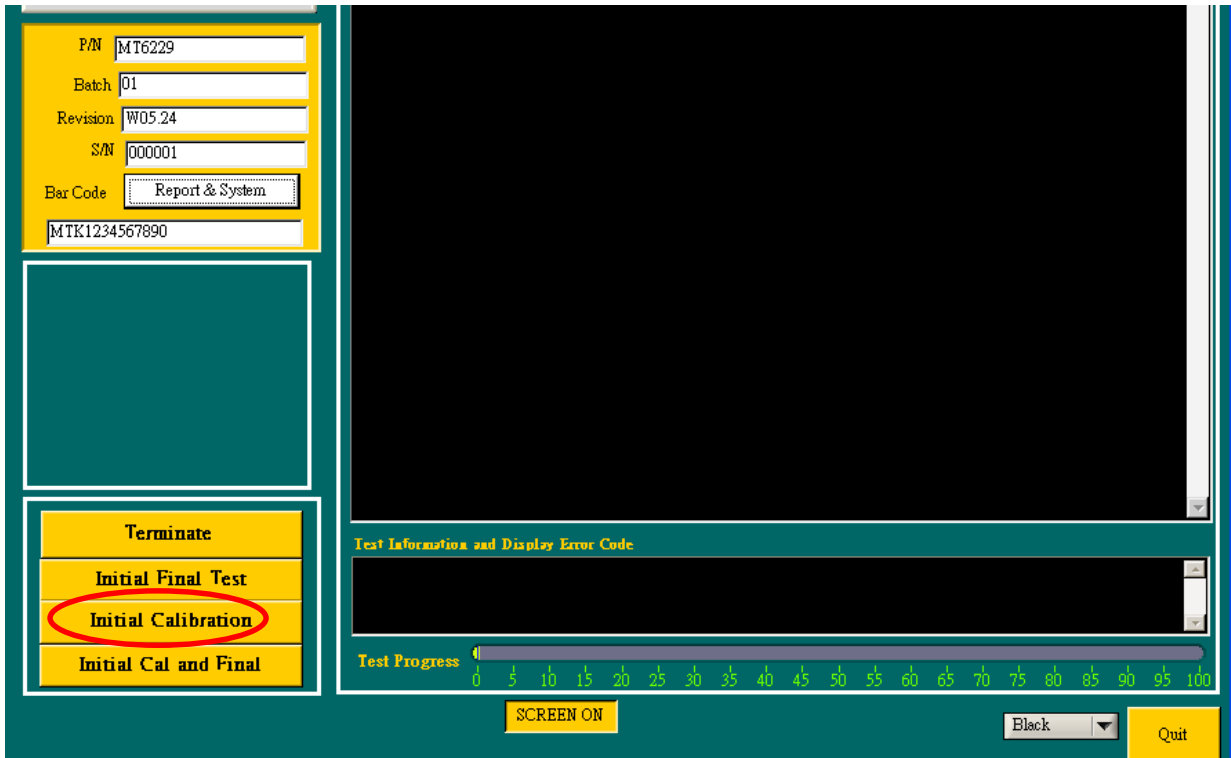 P/N MT6229
Batch 01
Revision W05.24
S/N 000001
Bar Code Report & System
MTK1234567890
Terminate
Initial Final Test
Initial Calibration
Initial Cal and Final
Test Information and Display Error Code
Test Progress
0 5 10 15 20 25 30 35 40 45 50 55 60 65 70 75 80 85 90 95 100
SCREEN ON
Black
Quit